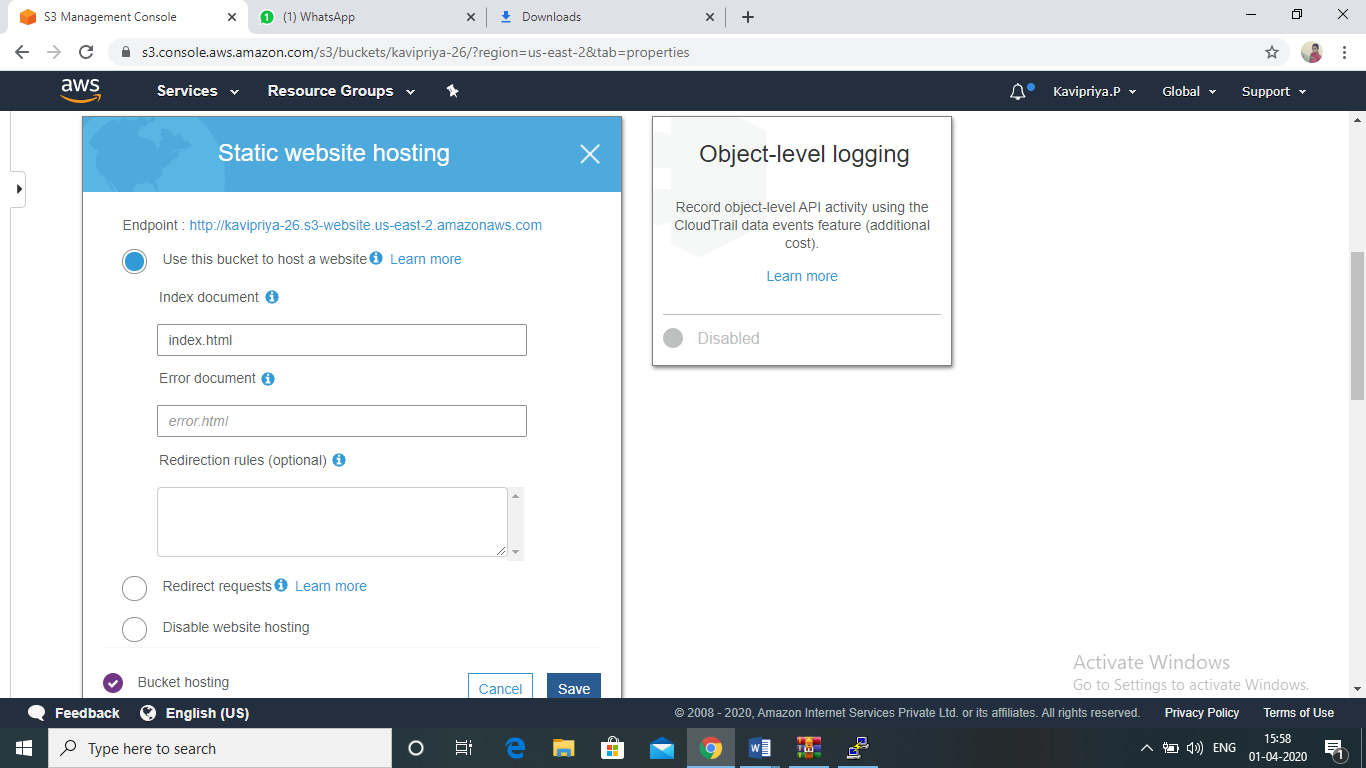 S3 Management Console
(1) WhatsApp
Downloads
s3.console.aws.amazon.com/s3/buckets/kavipriya-26/?region=us-east-2&tab=properties
aws
Services
Resource Groups
Kavipriya.P
Global
Support
Static website hosting
Endpoint : http://kavipriya-26.s3-website.us-east-2.amazonaws.com
Use this bucket to host a website Learn more
Index document
index.html
Error document
error.html
Redirection rules (optional)
Redirect requests Learn more
Disable website hosting
Bucket hosting
Cancel
Save
Object-level logging
Record object-level API activity using the
CloudTrail data events feature (additional
cost).
Learn more
Disabled
Activate Windows
Go to Settings to activate Windows.
Feedback
English (US)
© 2008 - 2020, Amazon Internet Services Private Ltd. or its affiliates. All rights reserved.
Privacy Policy
Terms of Use
Type here to search
ENG
15:58
01-04-2020
1